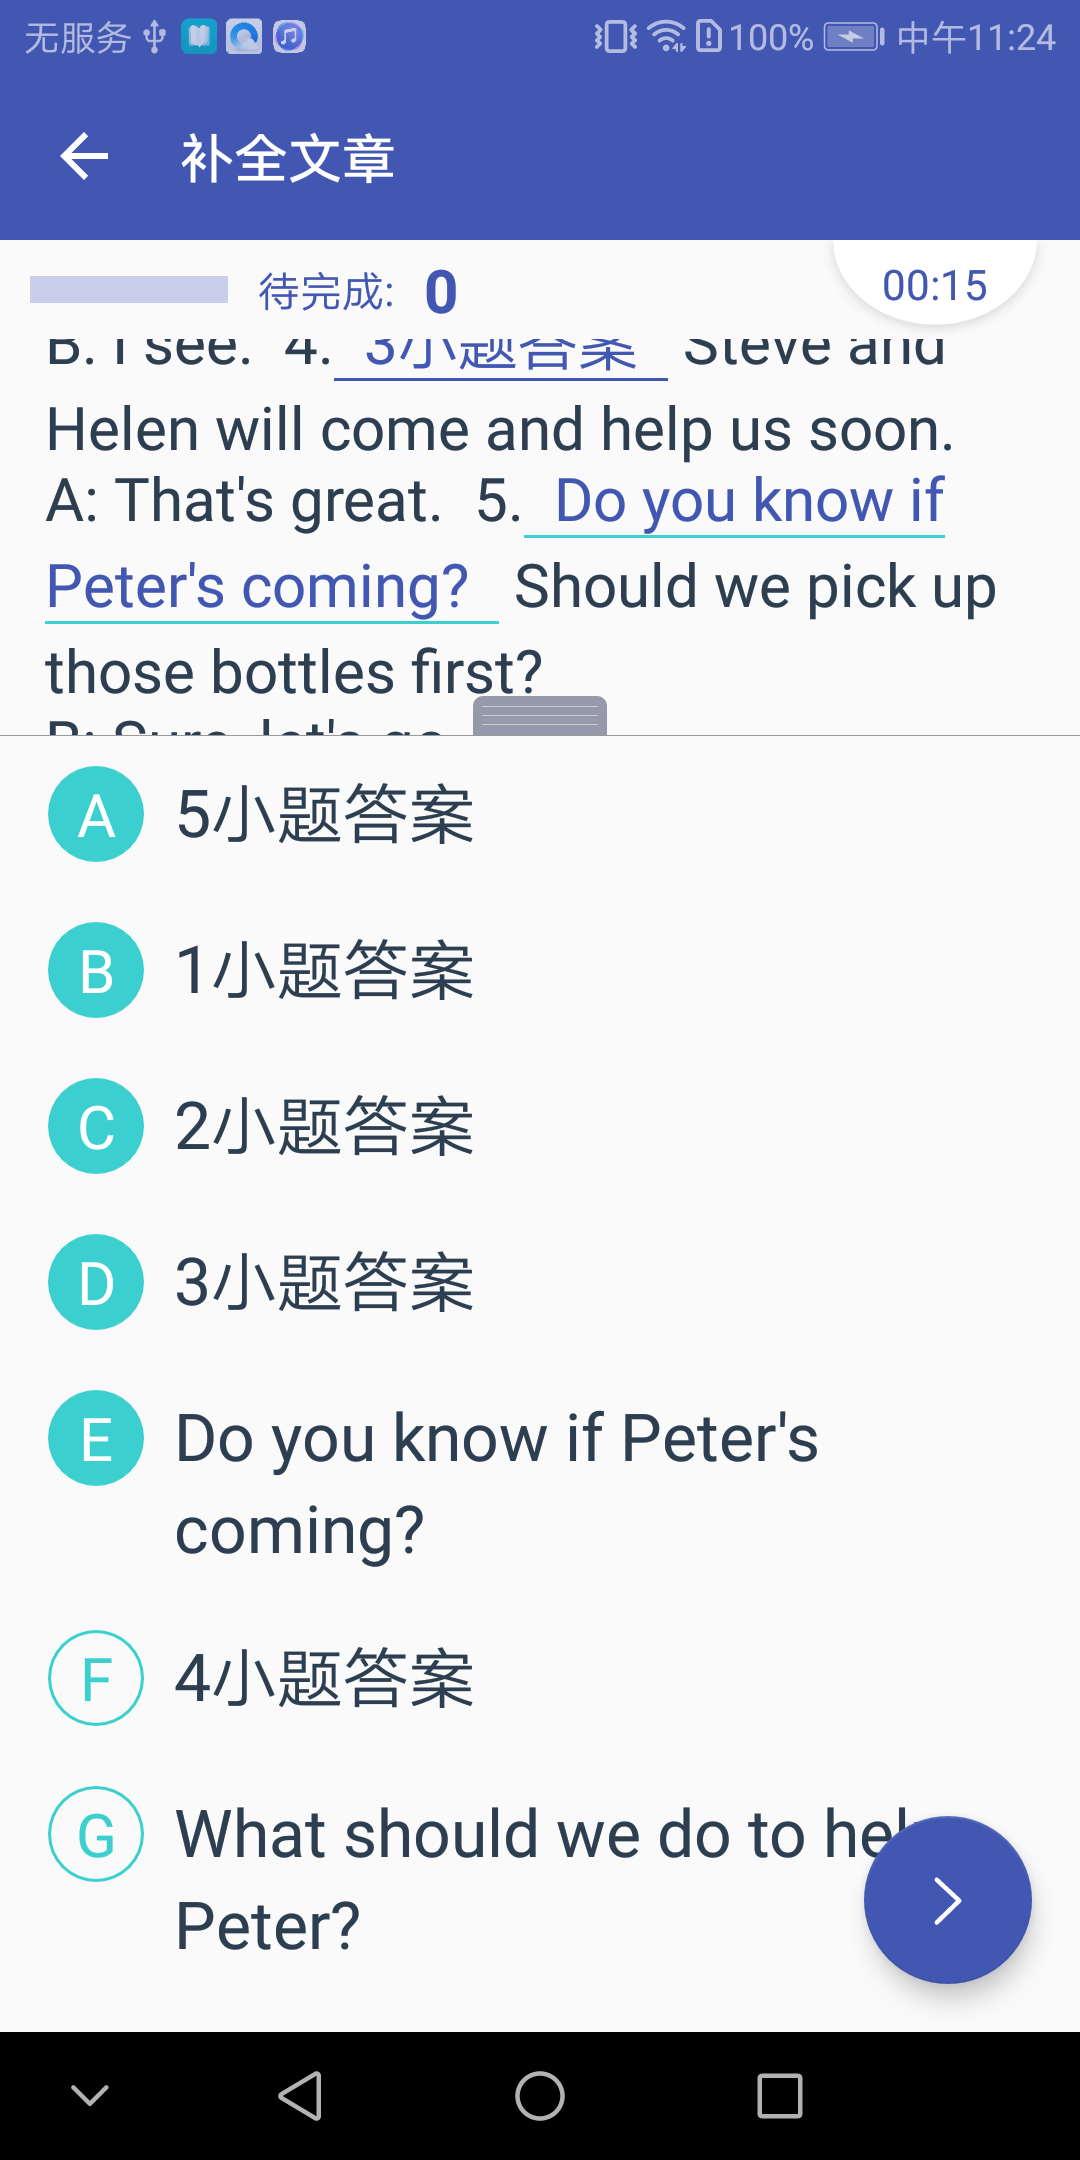 无服务 100% 中午11:24
补全文章
待完成: 0 00:15
B: I see. 4. 3小题答案 Steve and
Helen will come and help us soon.
A: That's great. 5. Do you know if
Peter's coming? Should we pick up
those bottles first?
B: Sure, let's go
A 5小题答案
B 1小题答案
C 2小题答案
D 3小题答案
E Do you know if Peter's
coming?
F 4小题答案
G What should we do to
Peter?